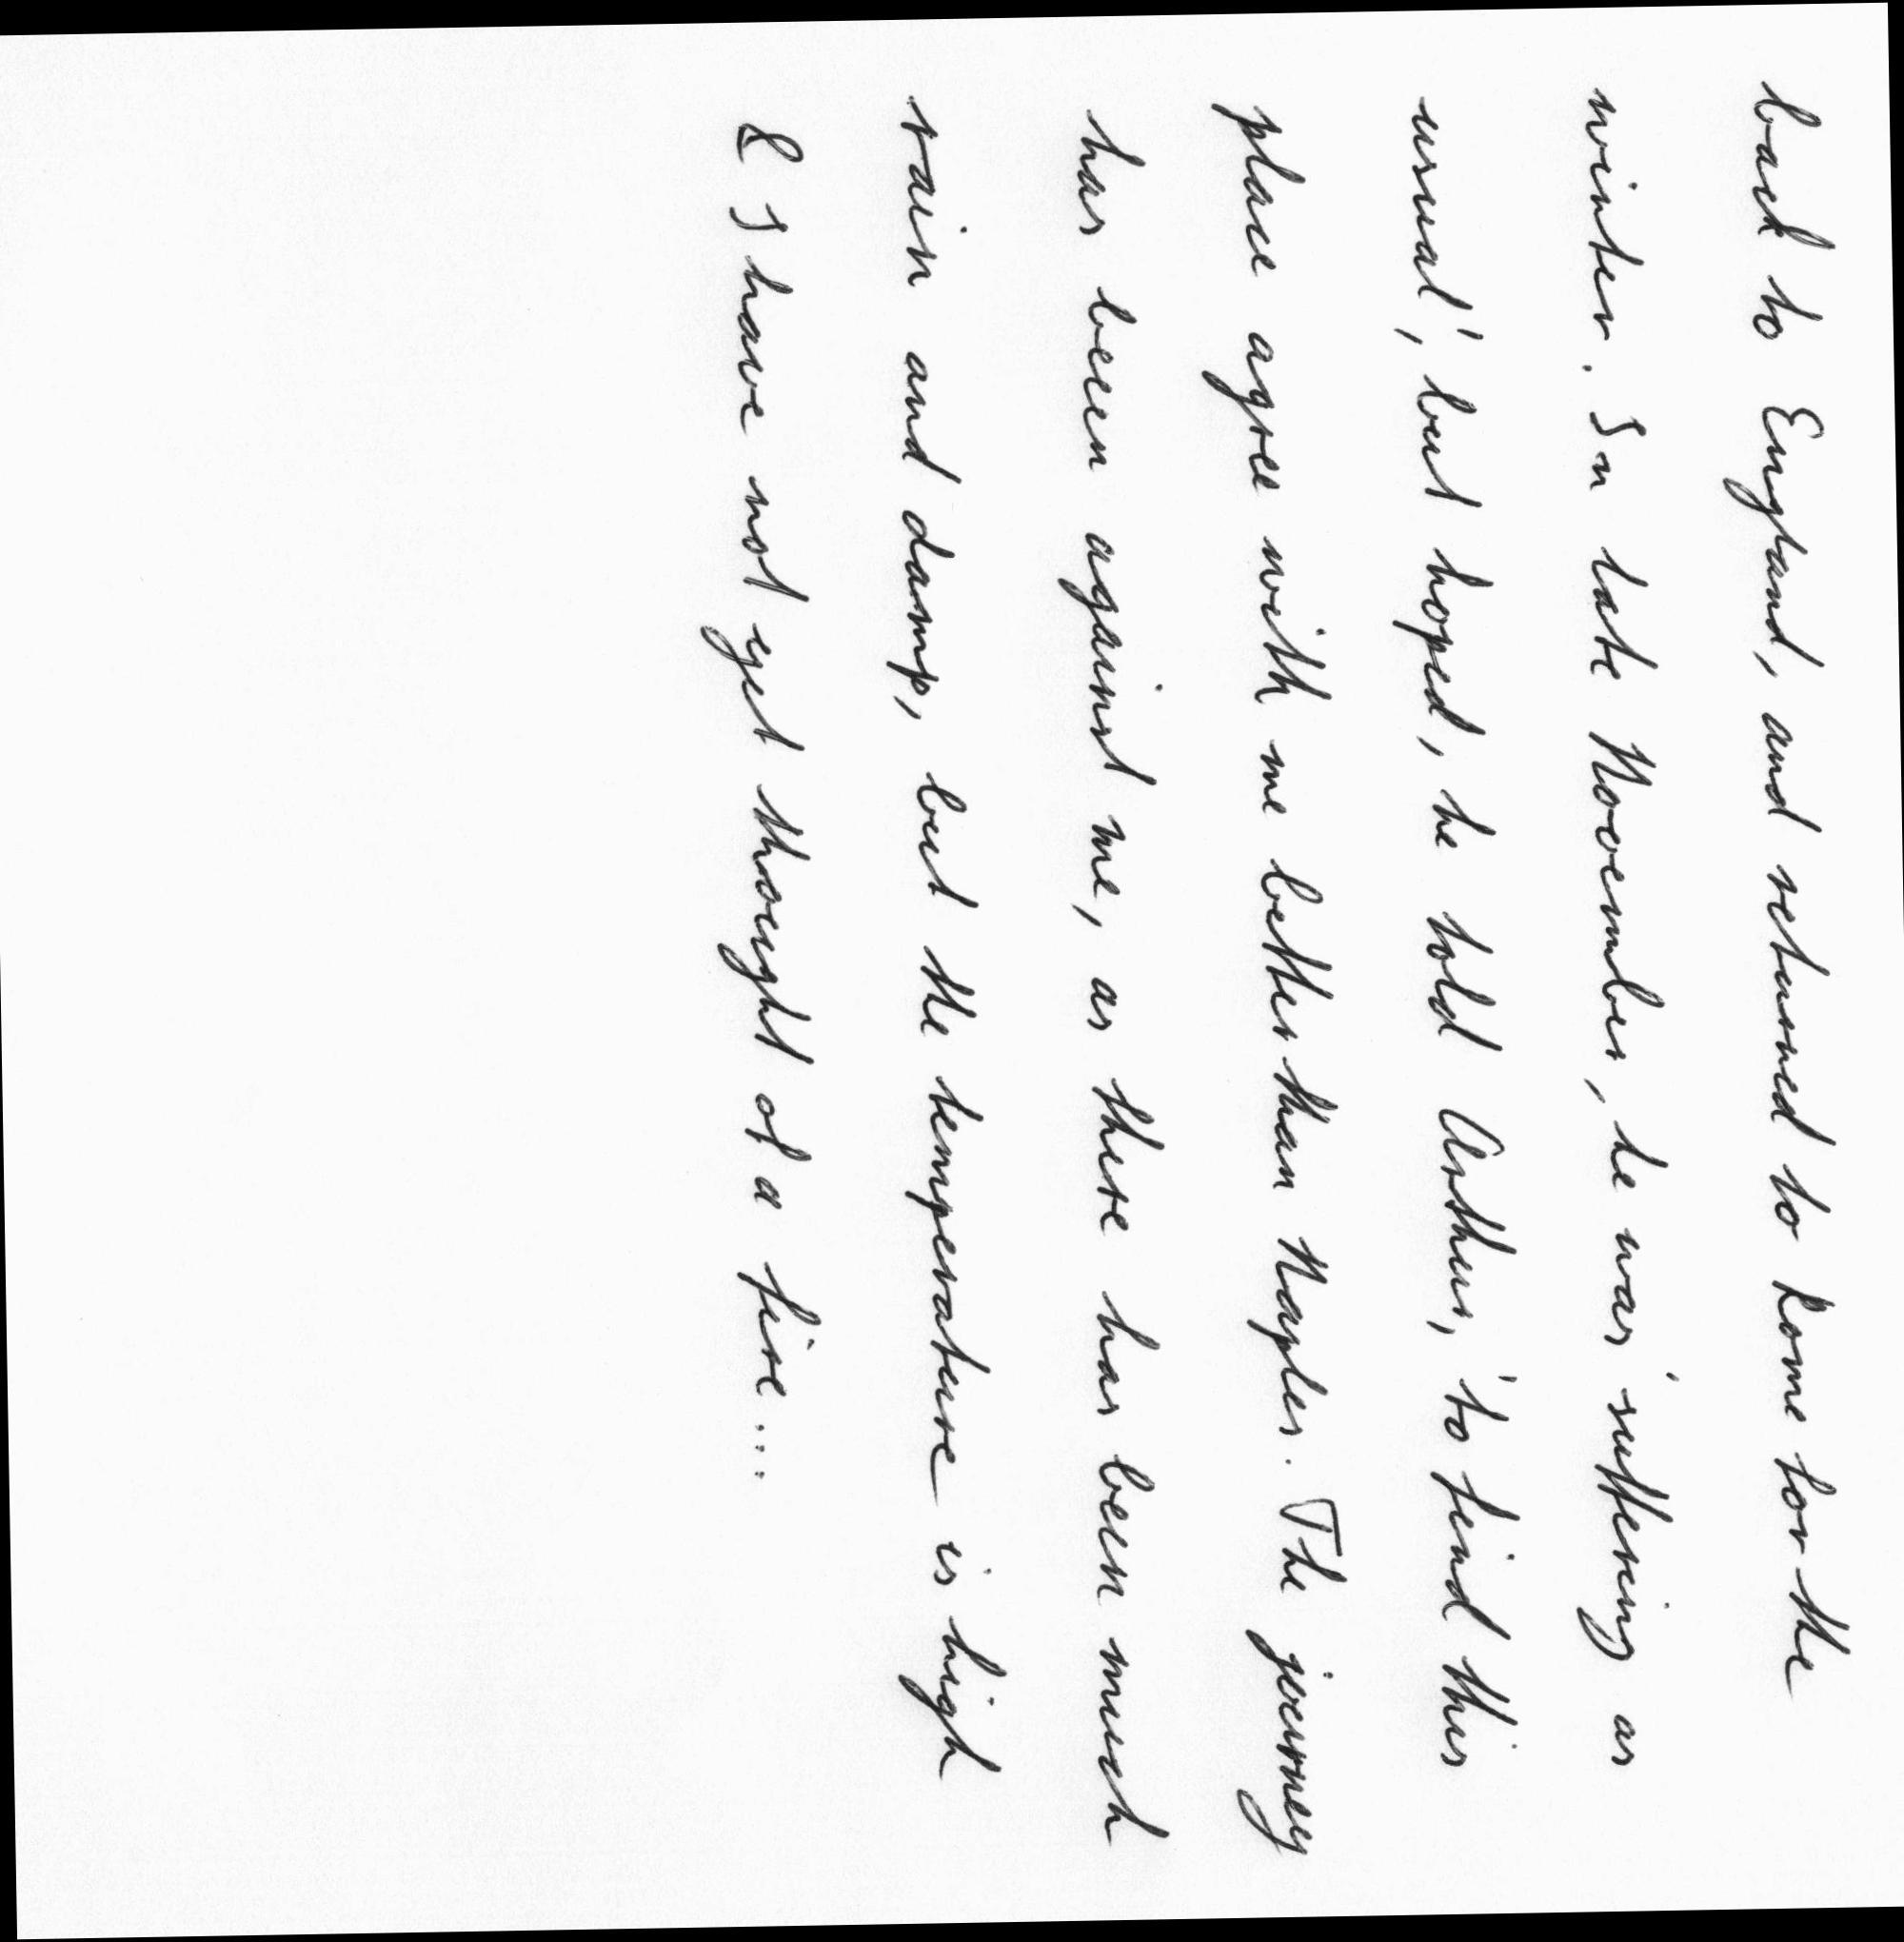 back to England, and returned to Rome for the
winter. In late November, he was 'suffering as
usual', but hoped, he told Arthur, 'to find this
place agree with me better than Naples. The journey
has been against me, as there has been much
rain and damp, but the temperature is high
& I have not yet thought of a fire....